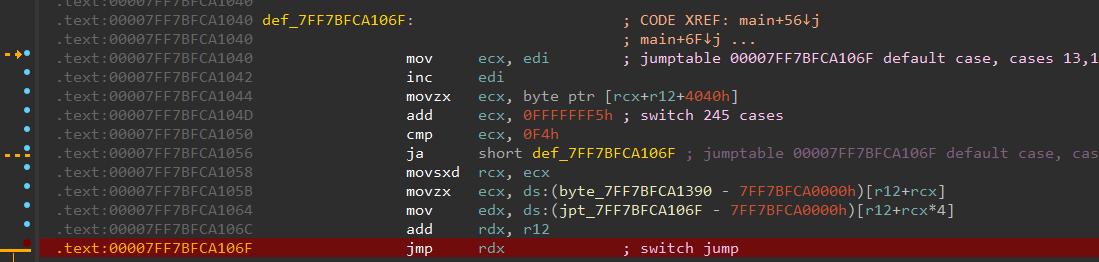 .text:00007FF7BFCA1040
.text:00007FF7BFCA1040 def_7FF7BFCA106F: ; CODE XREF: main+56↓j
.text:00007FF7BFCA1040 ; main+6F↓j ...
.text:00007FF7BFCA1040 mov ecx, edi ; jumptable 00007FF7BFCA106F default case, cases 13,1
.text:00007FF7BFCA1042 inc edi
.text:00007FF7BFCA1044 movzx ecx, byte ptr [rcx+r12+4040h]
.text:00007FF7BFCA104D add ecx, 0FFFFFFF5h ; switch 245 cases
.text:00007FF7BFCA1050 cmp ecx, 0F4h
.text:00007FF7BFCA1056 ja short def_7FF7BFCA106F ; jumptable 00007FF7BFCA106F default case, cas
.text:00007FF7BFCA1058 movsxd rcx, ecx
.text:00007FF7BFCA105B movzx ecx, ds:(byte_7FF7BFCA1390 - 7FF7BFCA0000h)[r12+rcx]
.text:00007FF7BFCA1064 mov edx, ds:(jpt_7FF7BFCA106F - 7FF7BFCA0000h)[r12+rcx*4]
.text:00007FF7BFCA106C add rdx, r12
.text:00007FF7BFCA106F jmp rdx ; switch jump